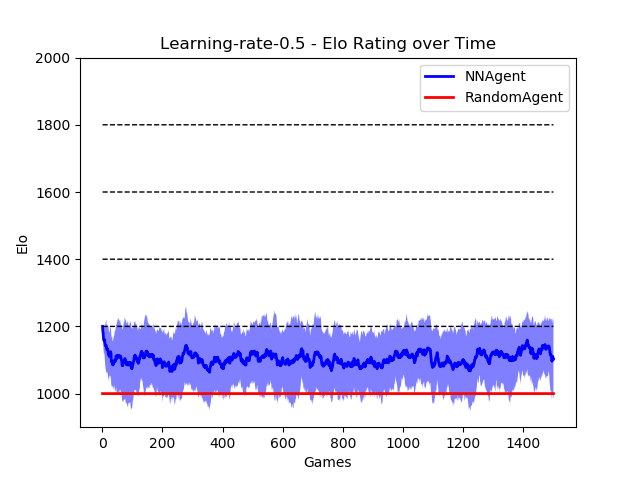 Learning-rate-0.5 - Elo Rating over Time
2000
1800
1600
1400
1200
1000
Elo
NNAgent
RandomAgent
0 200 400 600 800 1000 1200 1400
Games